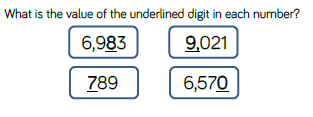 What is the value of the underlined digit in each number?
6,983 9,021
789 6,570